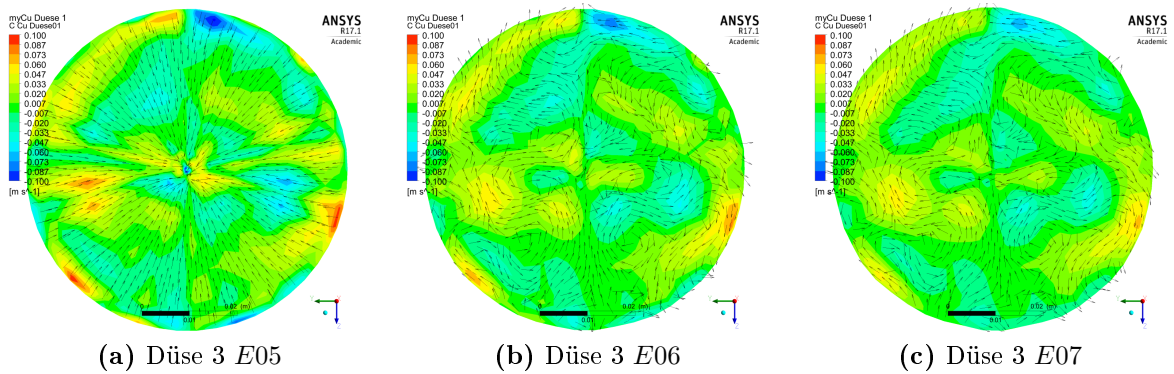 myCu Duese 1
C Cu Duese01
0.100
0.087
0.073
0.060
0.047
0.033
0.020
0.007
-0.007
-0.020
-0.033
-0.047
-0.060
-0.073
-0.087
-0.100
[m s^-1]
ANSYS
R17.1
Academic
0
0.01
0.02 (m)
Y
Z
(a) Düse 3 E05
myCu Duese 1
C Cu Duese01
0.100
0.087
0.073
0.060
0.047
0.033
0.020
0.007
-0.007
-0.020
-0.033
-0.047
-0.060
-0.073
-0.087
-0.100
[m s^-1]
ANSYS
R17.1
Academic
0
0.01
0.02 (m)
Y
Z
(b) Düse 3 E06
myCu Duese 1
C Cu Duese01
0.100
0.087
0.073
0.060
0.047
0.033
0.020
0.007
-0.007
-0.020
-0.033
-0.047
-0.060
-0.073
-0.087
-0.100
[m s^-1]
ANSYS
R17.1
Academic
0
0.01
0.02 (m)
Y
Z
(c) Düse 3 E07